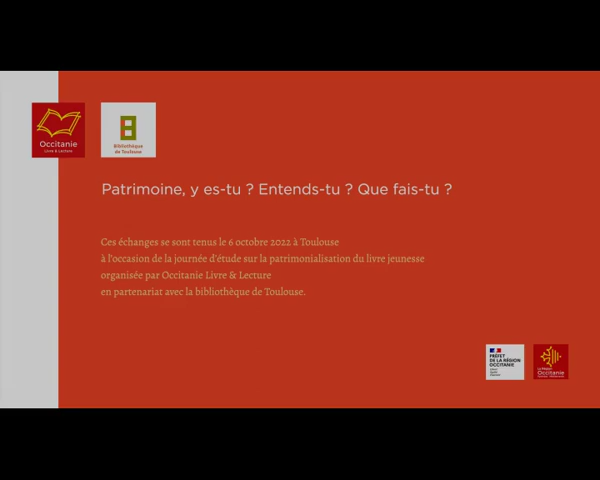 Occitanie
Livre & Lecture
Bibliothèque
de Toulouse
Patrimoine, y es-tu ? Entends-tu ? Que fais-tu ?
Ces échanges se sont tenus le 6 octobre 2022 à Toulouse
à l'occasion de la journée d'étude sur la patrimonialisation du livre jeunesse
organisée par Occitanie Livre & Lecture
en partenariat avec la bibliothèque de Toulouse.
PRÉFET
DE LA RÉGION
OCCITANIE
La Région
Occitanie